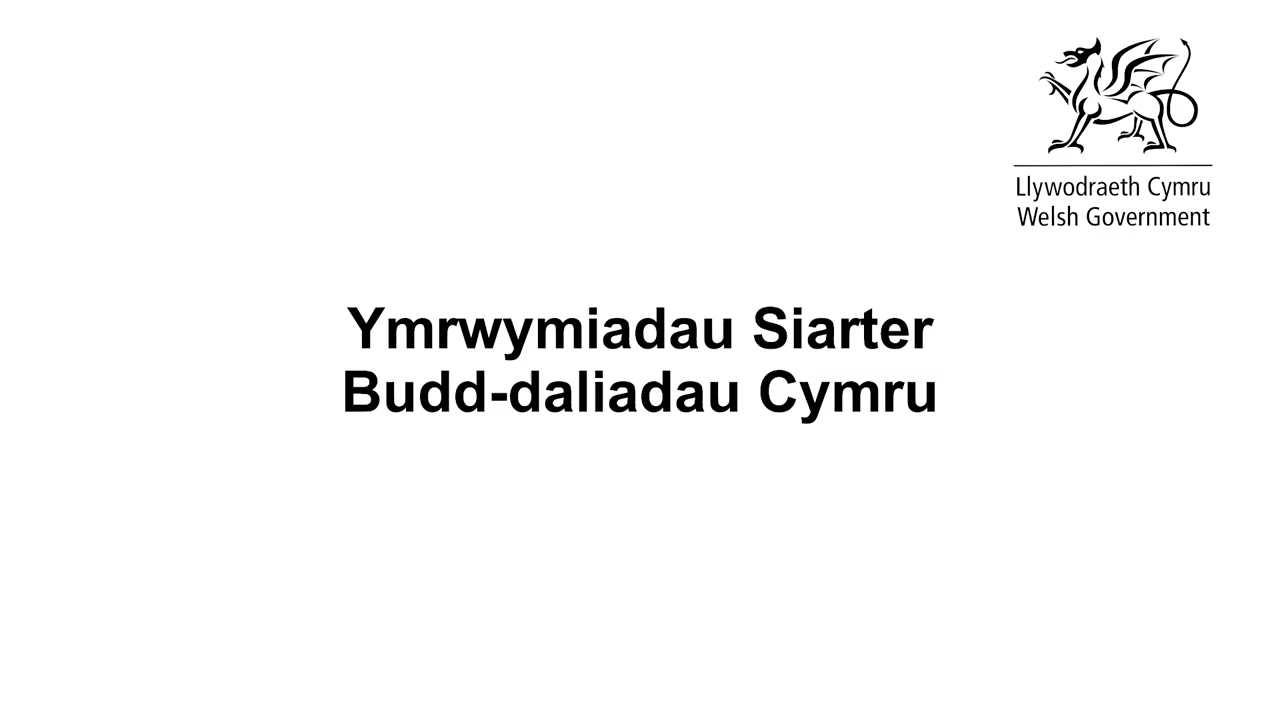 Llywodraeth Cymru
Welsh Government
Ymrwymiadau Siarter
Budd-daliadau Cymru